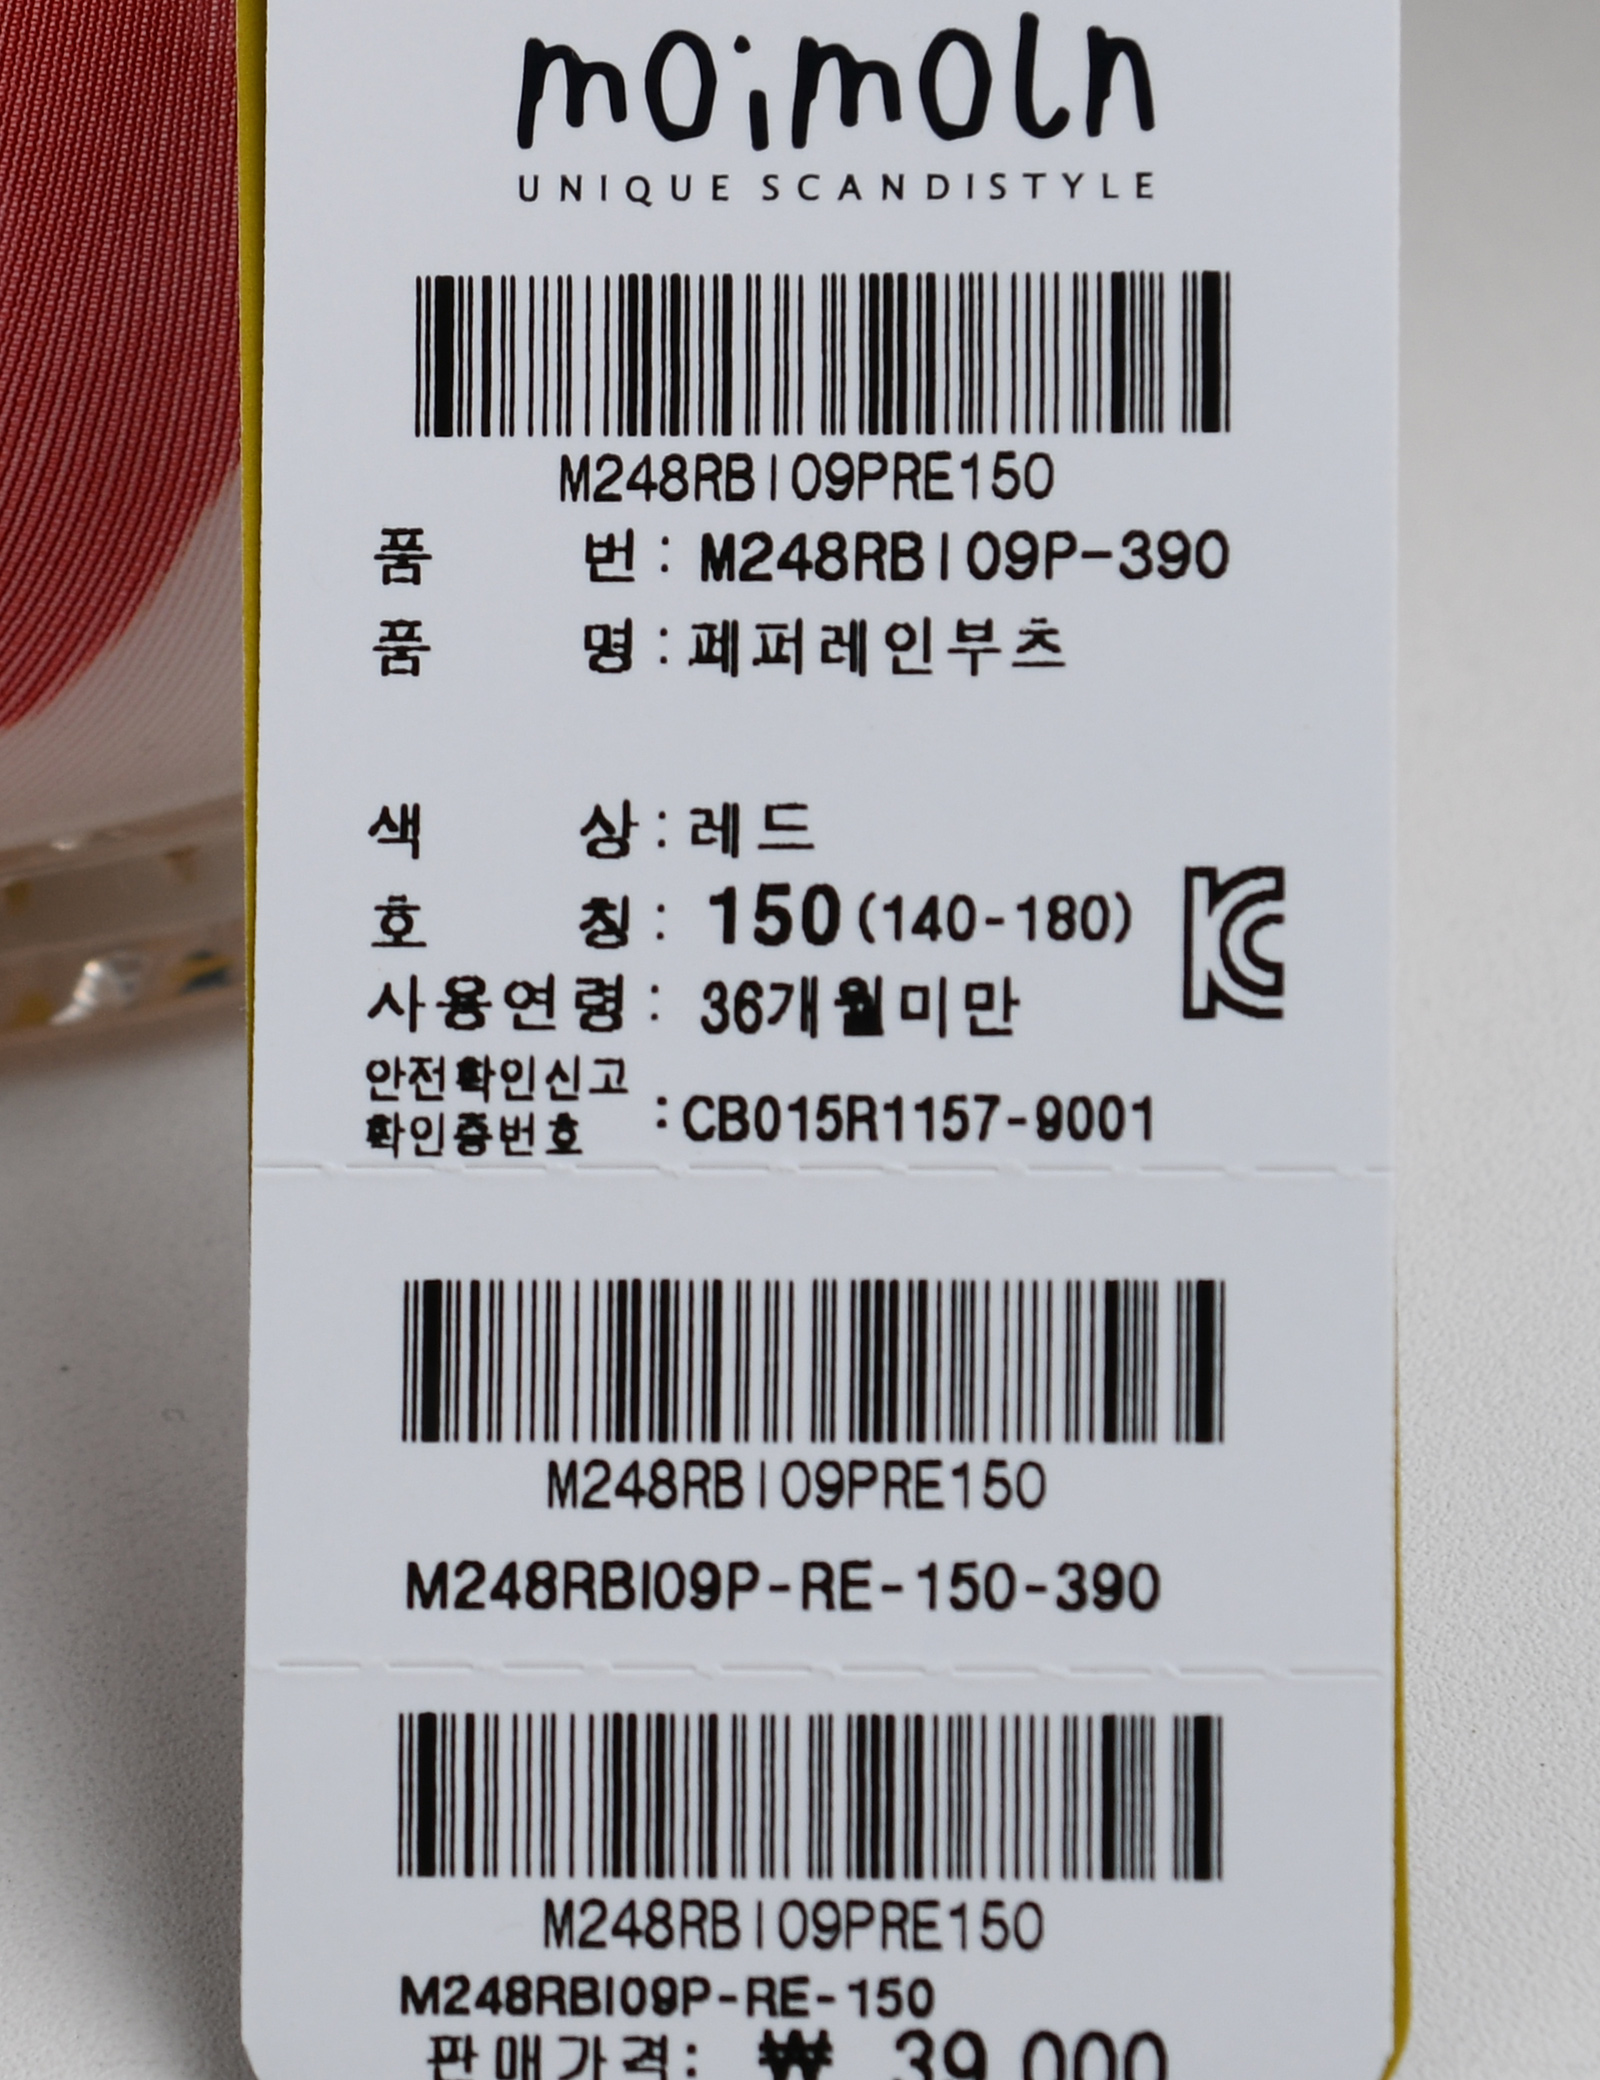 moimoln
UNIQUE SCANDISTYLE
M248RBI09PRE150
품 번 : M248RBI09P-390
품 명 : 페퍼레인부츠
색 상 : 레드
호 칭 : 150 (140-180)
사용연령 : 36개월미만
안전확인신고
확인증번호 : CB015R1157-9001
M248RBI09PRE150
M248RBI09P-RE-150-390
M248RBI09PRE150
M248RBI09P-RE-150
판매가격: ₩ 39,000